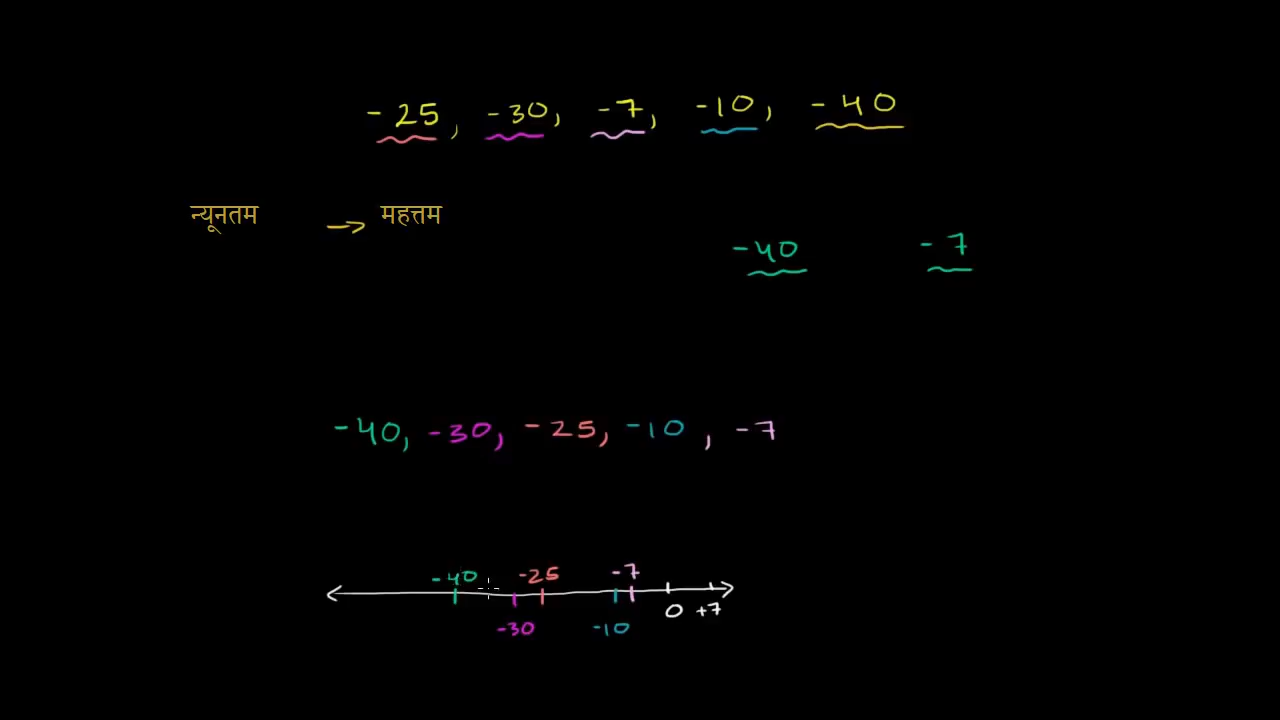 -25, -30, -7, -10, -40
न्यूनतम → महत्तम
-40 -7
-40, -30, -25, -10, -7
-40 -25 -7
-30 -10 0 +7